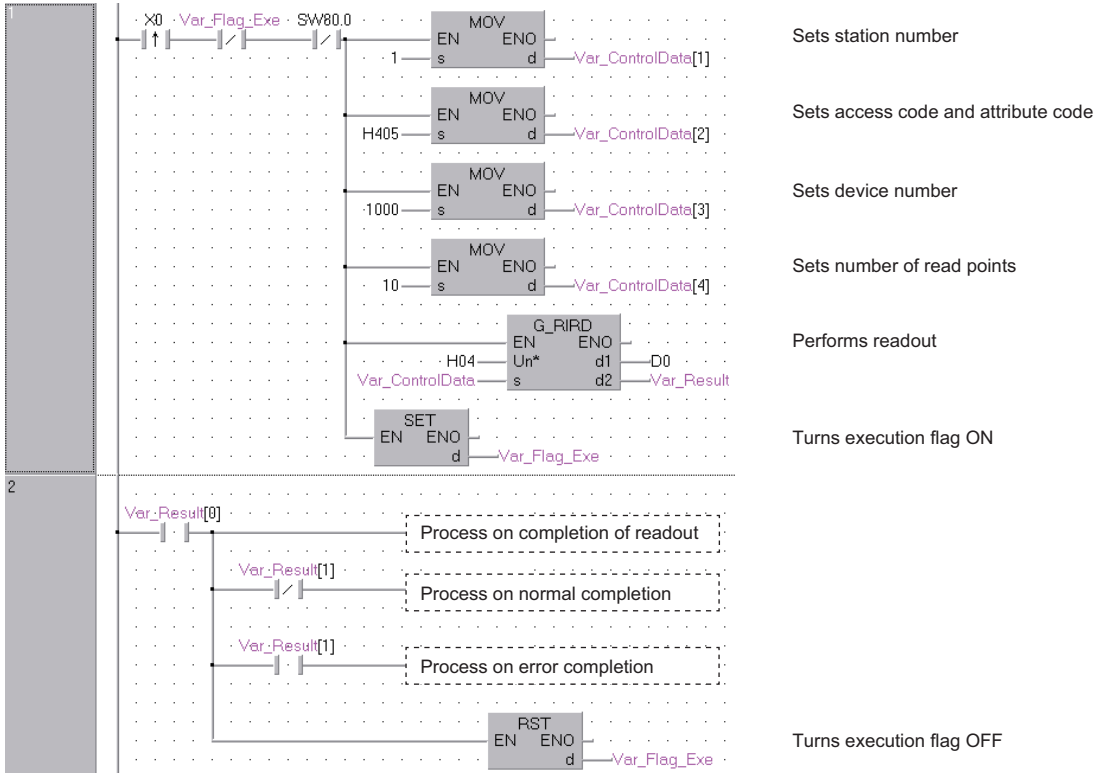 1
X0 Var_Flag_Exe SW80.0
MOV
EN ENO
1 s d Var_ControlData[1]
Sets station number
MOV
EN ENO
H405 s d Var_ControlData[2]
Sets access code and attribute code
MOV
EN ENO
1000 s d Var_ControlData[3]
Sets device number
MOV
EN ENO
10 s d Var_ControlData[4]
Sets number of read points
G_RIRD
EN ENO
H04 Un* d1 D0
Var_ControlData s d2 Var_Result
Performs readout
SET
EN ENO
d Var_Flag_Exe
Turns execution flag ON
2
Var_Result[0]
Process on completion of readout
Var_Result[1]
Process on normal completion
Var_Result[1]
Process on error completion
RST
EN ENO
d Var_Flag_Exe
Turns execution flag OFF